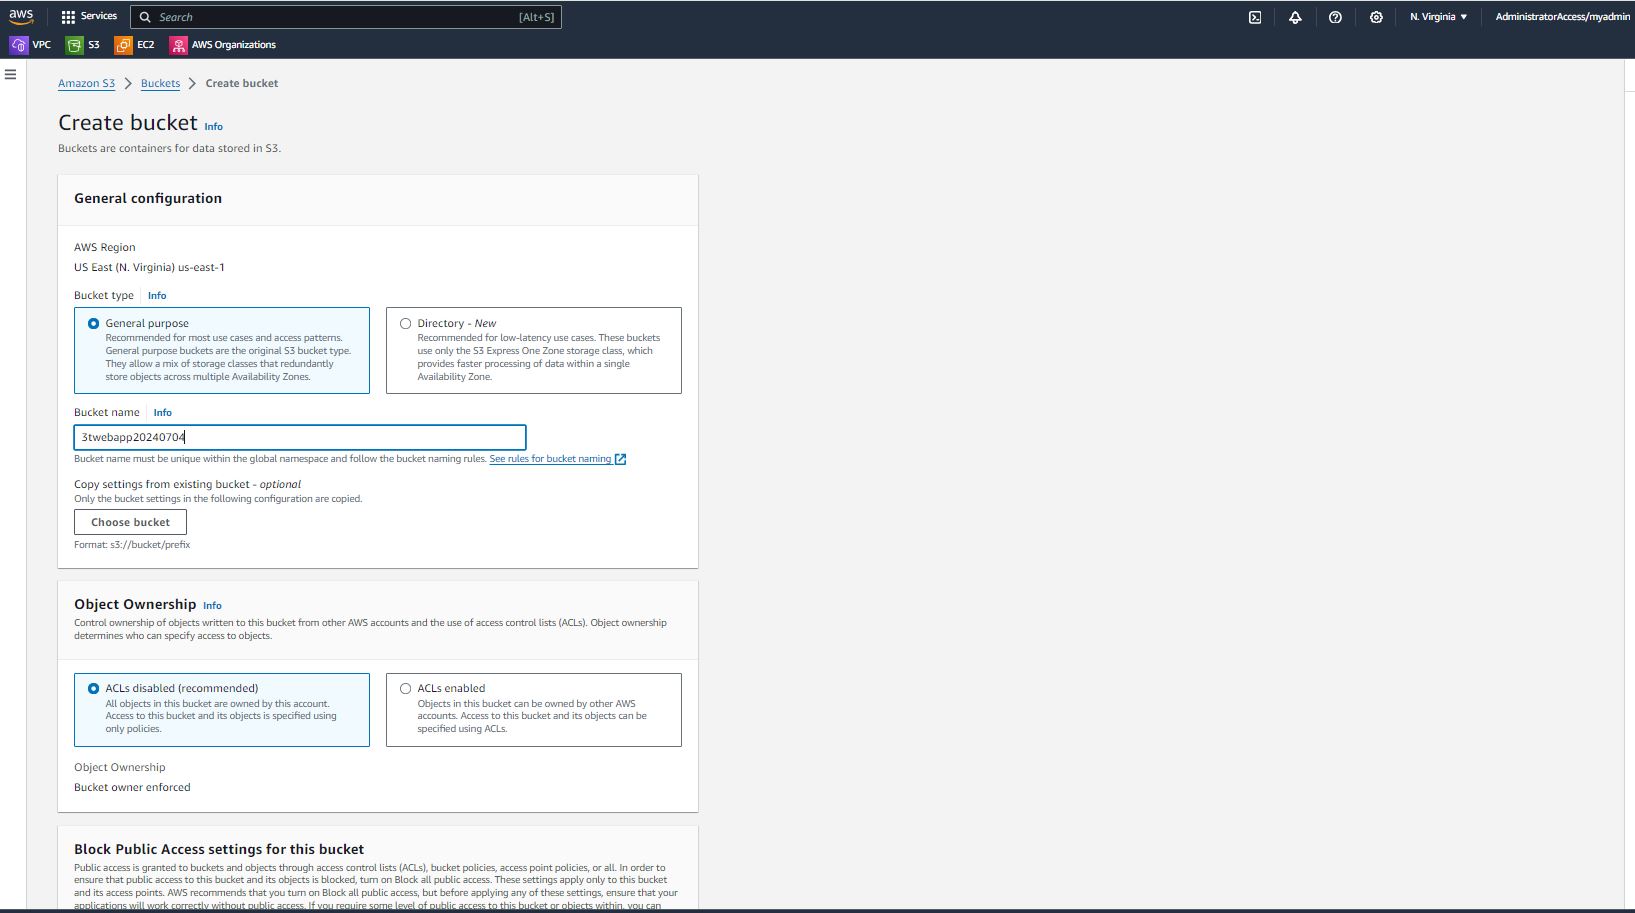 aws
Services
Search
[Alt+S]
N. Virginia
AdministratorAccess/myadmin
VPC
S3
EC2
AWS Organizations
Amazon S3
Buckets
Create bucket
Create bucket Info
Buckets are containers for data stored in S3.
General configuration
AWS Region
US East (N. Virginia) us-east-1
Bucket type Info
General purpose
Recommended for most use cases and access patterns.
General purpose buckets are the original S3 bucket type.
They allow a mix of storage classes that redundantly
store objects across multiple Availability Zones.
Directory - New
Recommended for low-latency use cases. These buckets
use only the S3 Express One Zone storage class, which
provides faster processing of data within a single
Availability Zone.
Bucket name Info
3twebapp20240704
Bucket name must be unique within the global namespace and follow the bucket naming rules. See rules for bucket naming
Copy settings from existing bucket - optional
Only the bucket settings in the following configuration are copied.
Choose bucket
Format: s3://bucket/prefix
Object Ownership Info
Control ownership of objects written to this bucket from other AWS accounts and the use of access control lists (ACLs). Object ownership
determines who can specify access to objects.
ACLs disabled (recommended)
All objects in this bucket are owned by this account.
Access to this bucket and its objects is specified using
only policies.
ACLs enabled
Objects in this bucket can be owned by other AWS
accounts. Access to this bucket and its objects can be
specified using ACLs.
Object Ownership
Bucket owner enforced
Block Public Access settings for this bucket
Public access is granted to buckets and objects through access control lists (ACLs), bucket policies, access point policies, or all. In order to
ensure that public access to this bucket and its objects is blocked, turn on Block all public access. These settings apply only to this bucket
and its access points. AWS recommends that you turn on Block all public access, but before applying any of these settings, ensure that your
applications will work correctly without public access. If you require some level of public access to this bucket or objects within, you can